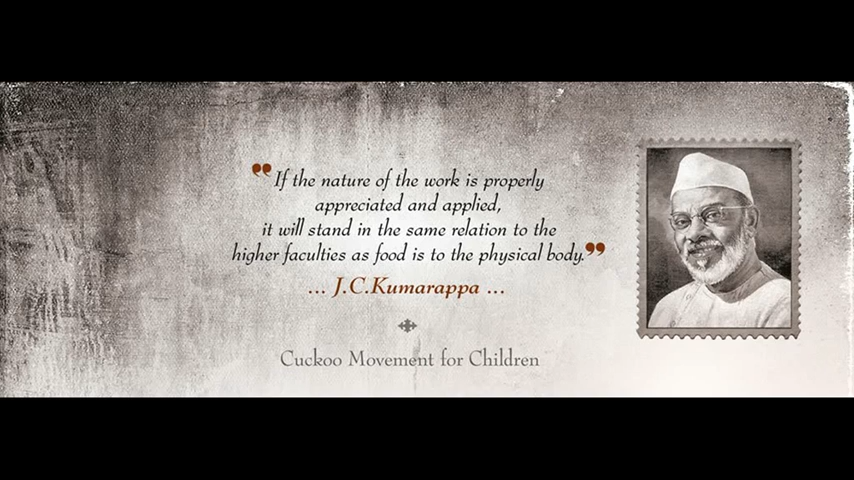 ❞If the nature of the work is properly
appreciated and applied,
it will stand in the same relation to the
higher faculties as food is to the physical body.❞
... J.C.Kumarappa ...
Cuckoo Movement for Children